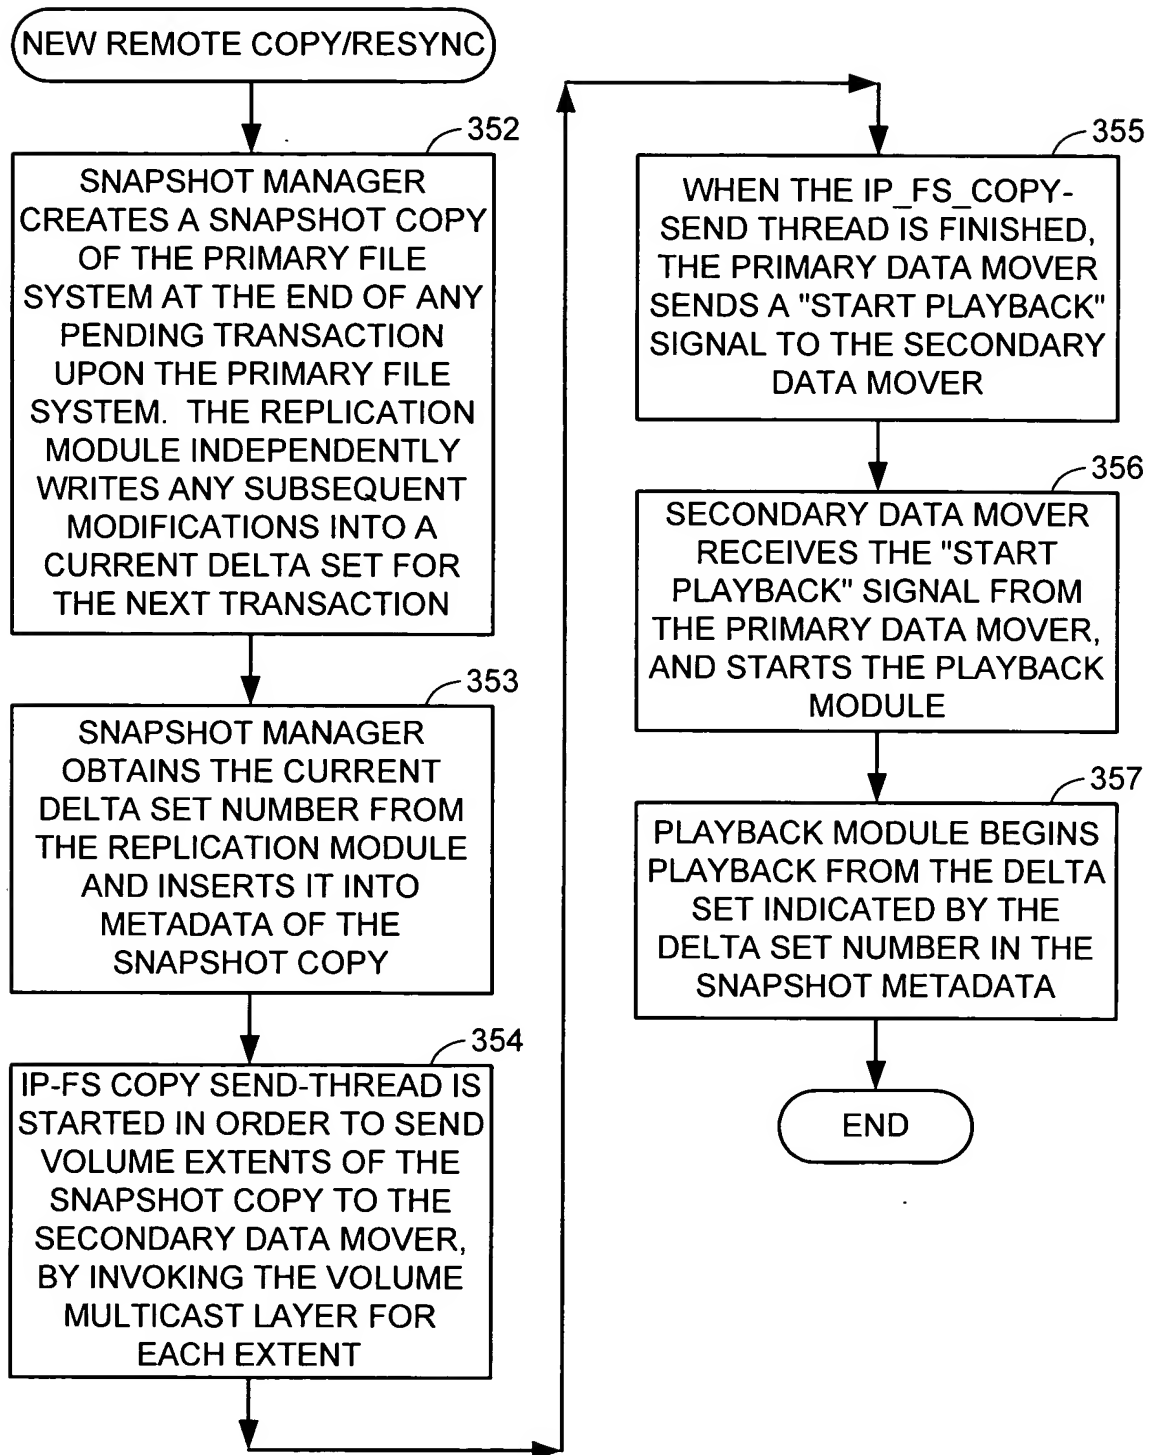 NEW REMOTE COPY/RESYNC
352
SNAPSHOT MANAGER
CREATES A SNAPSHOT COPY
OF THE PRIMARY FILE
SYSTEM AT THE END OF ANY
PENDING TRANSACTION
UPON THE PRIMARY FILE
SYSTEM. THE REPLICATION
MODULE INDEPENDENTLY
WRITES ANY SUBSEQUENT
MODIFICATIONS INTO A
CURRENT DELTA SET FOR
THE NEXT TRANSACTION
353
SNAPSHOT MANAGER
OBTAINS THE CURRENT
DELTA SET NUMBER FROM
THE REPLICATION MODULE
AND INSERTS IT INTO
METADATA OF THE
SNAPSHOT COPY
354
IP-FS COPY SEND-THREAD IS
STARTED IN ORDER TO SEND
VOLUME EXTENTS OF THE
SNAPSHOT COPY TO THE
SECONDARY DATA MOVER,
BY INVOKING THE VOLUME
MULTICAST LAYER FOR
EACH EXTENT
355
WHEN THE IP_FS_COPY-
SEND THREAD IS FINISHED,
THE PRIMARY DATA MOVER
SENDS A "START PLAYBACK"
SIGNAL TO THE SECONDARY
DATA MOVER
356
SECONDARY DATA MOVER
RECEIVES THE "START
PLAYBACK" SIGNAL FROM
THE PRIMARY DATA MOVER,
AND STARTS THE PLAYBACK
MODULE
357
PLAYBACK MODULE BEGINS
PLAYBACK FROM THE DELTA
SET INDICATED BY THE
DELTA SET NUMBER IN THE
SNAPSHOT METADATA
END